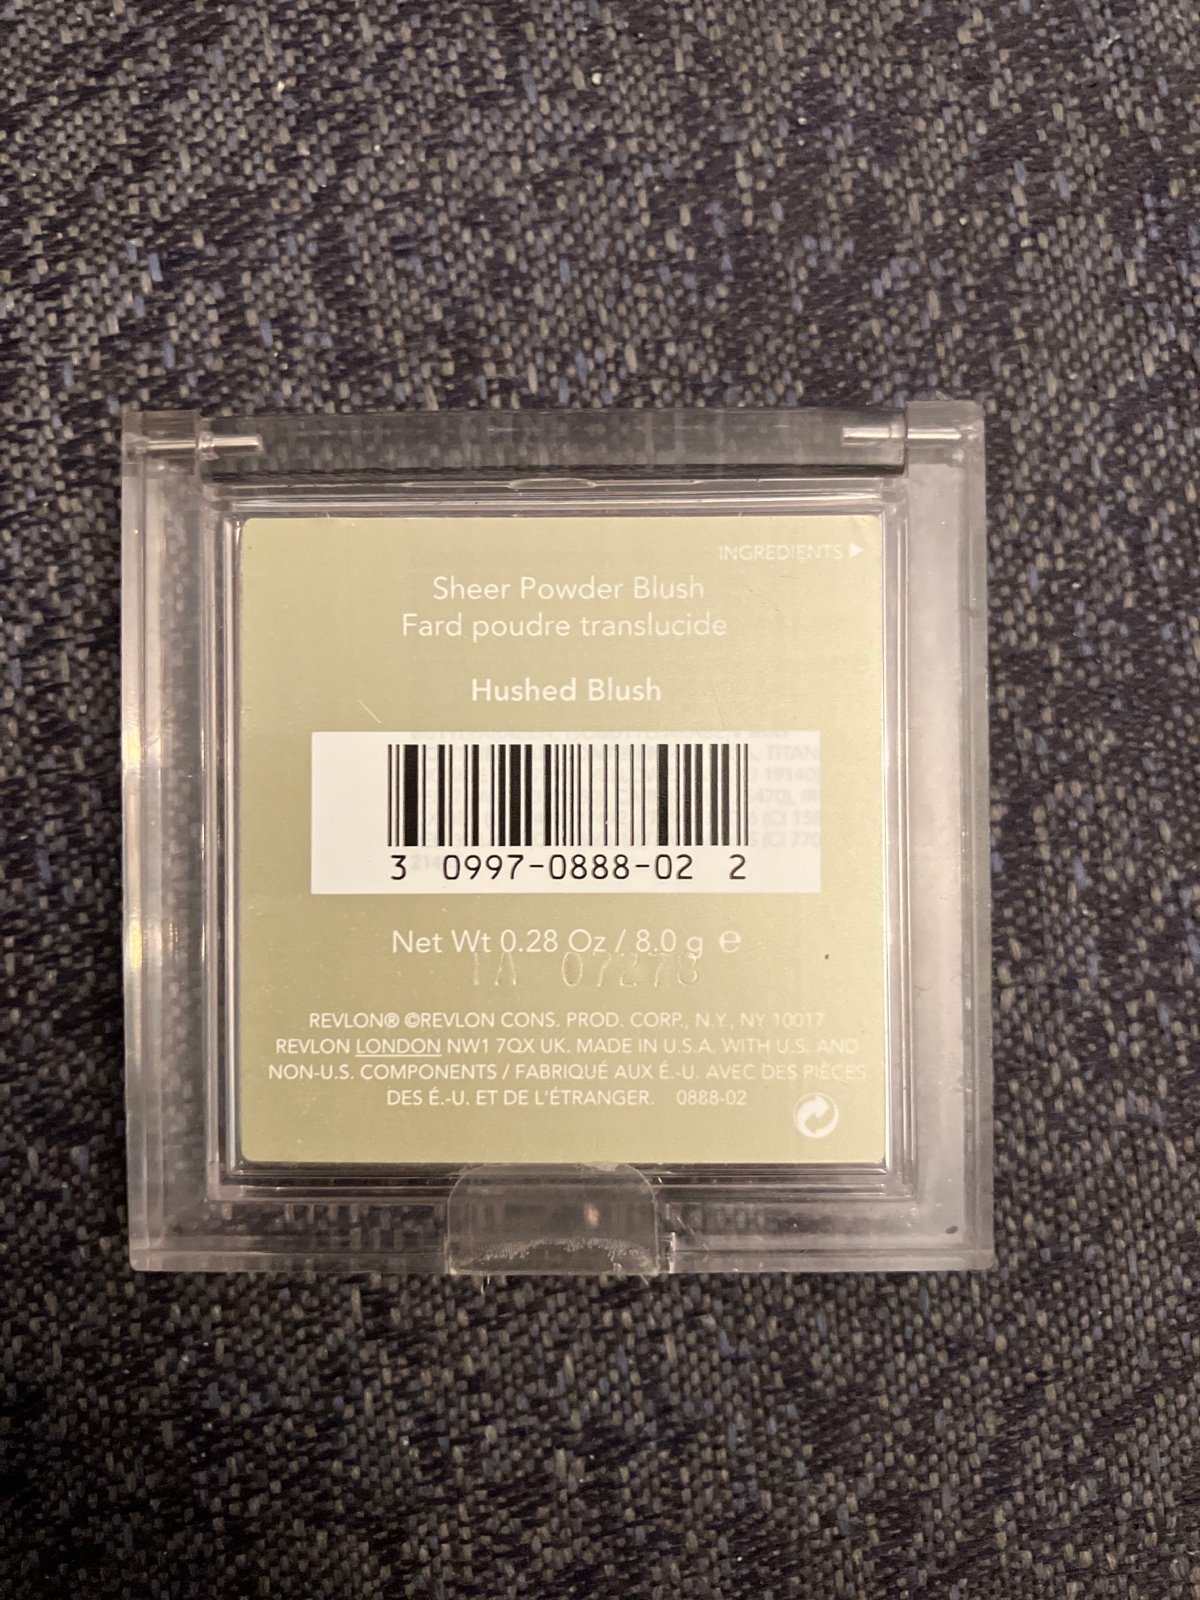 INGREDIENTS ▶
Sheer Powder Blush
Fard poudre translucide
Hushed Blush
3 0997-0888-02 2
Net Wt 0.28 Oz / 8.0 g ℮
REVLON® ©REVLON CONS. PROD. CORP., N.Y., NY 10017
REVLON LONDON NW1 7QX UK. MADE IN U.S.A. WITH U.S. AND
NON-U.S. COMPONENTS / FABRIQUÉ AUX É.-U. AVEC DES PIÈCES
DES É.-U. ET DE L'ÉTRANGER. 0888-02